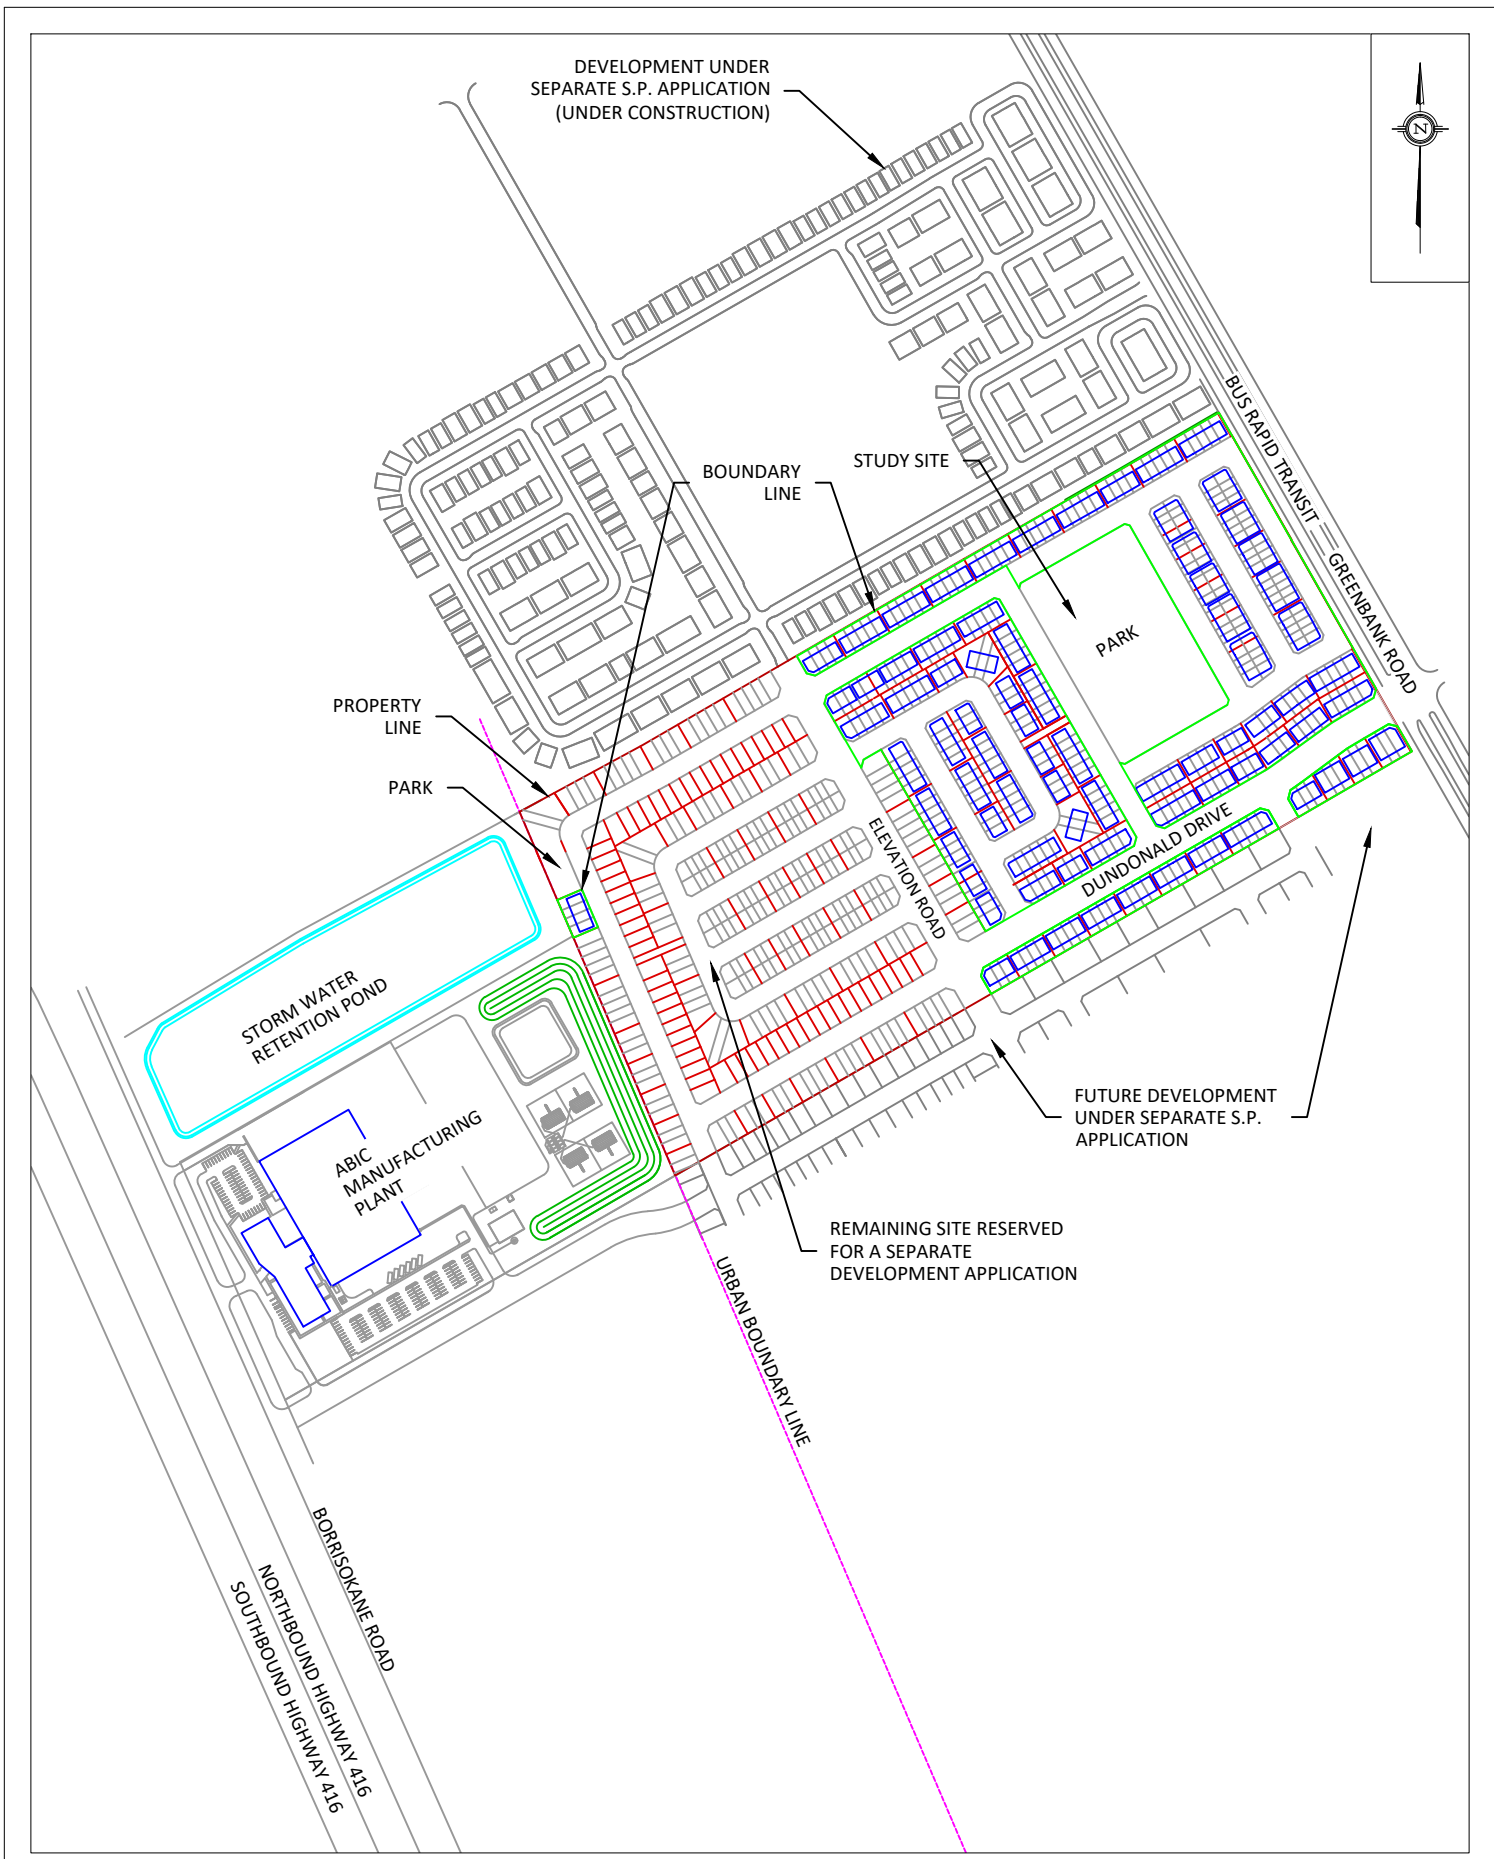 DEVELOPMENT UNDER
SEPARATE S.P. APPLICATION
(UNDER CONSTRUCTION)
N
BUS RAPID TRANSIT
GREENBANK ROAD
BOUNDARY
LINE
STUDY SITE
PARK
PROPERTY
LINE
PARK
ELEVATION ROAD
DUNDONALD DRIVE
STORM WATER
RETENTION POND
ABIC
MANUFACTURING
PLANT
FUTURE DEVELOPMENT
UNDER SEPARATE S.P.
APPLICATION
REMAINING SITE RESERVED
FOR A SEPARATE
DEVELOPMENT APPLICATION
URBAN BOUNDARY LINE
BORRISOKANE ROAD
NORTHBOUND HIGHWAY 416
SOUTHBOUND HIGHWAY 416